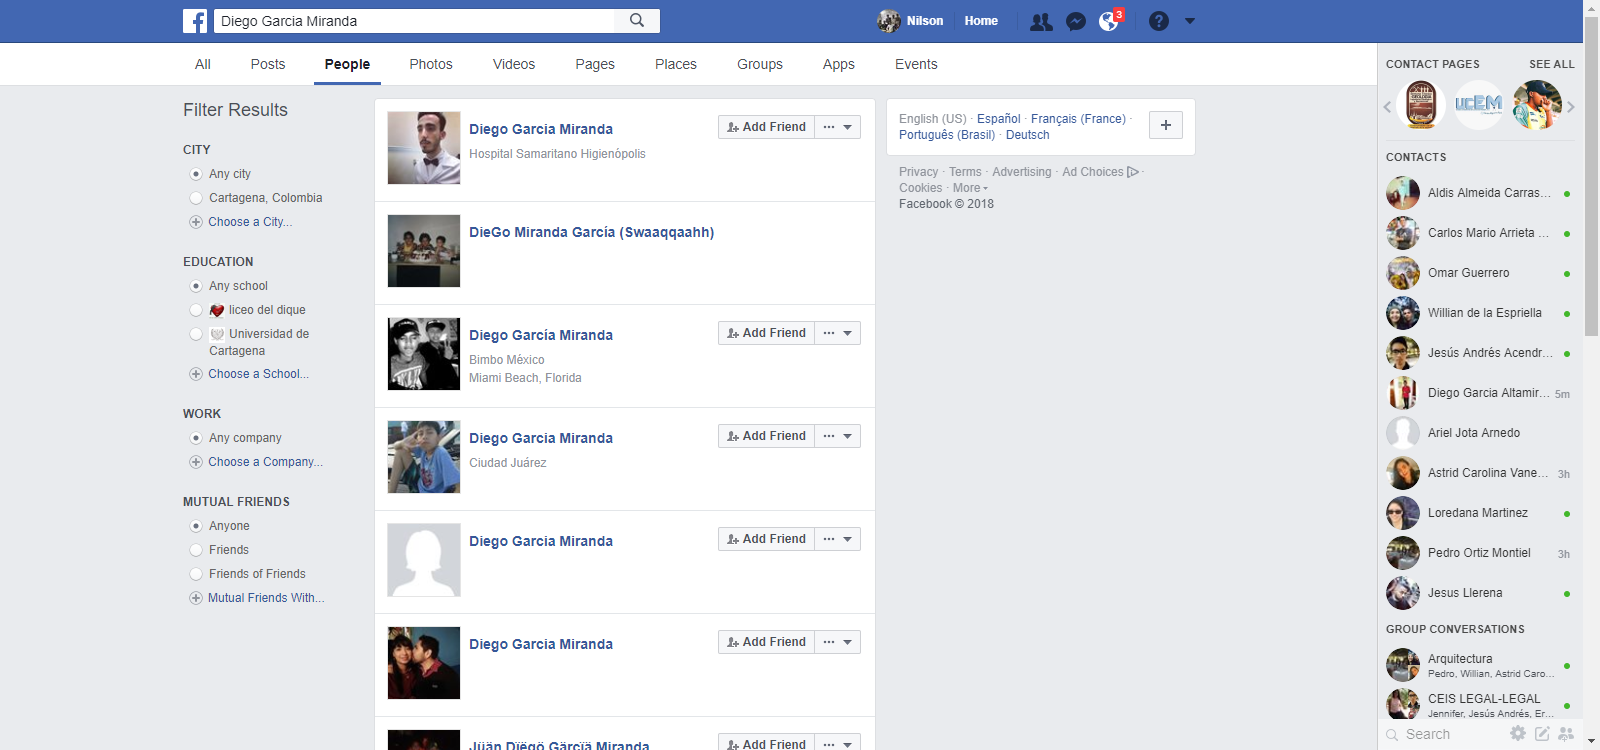 Diego Garcia Miranda
Nilson
Home
3
All
Posts
People
Photos
Videos
Pages
Places
Groups
Apps
Events
Filter Results
CITY
Any city
Cartagena, Colombia
Choose a City...
EDUCATION
Any school
liceo del dique
Universidad de
Cartagena
Choose a School...
WORK
Any company
Choose a Company...
MUTUAL FRIENDS
Anyone
Friends
Friends of Friends
Mutual Friends With...
Diego Garcia Miranda
Add Friend
Hospital Samaritano Higienópolis
DieGo Miranda García (Swaaqqaahh)
Diego García Miranda
Add Friend
Bimbo México
Miami Beach, Florida
Diego Garcia Miranda
Add Friend
Ciudad Juárez
Diego Garcia Miranda
Add Friend
Diego Garcia Miranda
Add Friend
Jüän Dïëgö Gärcïä Miranda
Add Friend
English (US) · Español · Français (France) ·
Português (Brasil) · Deutsch
Privacy · Terms · Advertising · Ad Choices ·
Cookies · More
Facebook © 2018
CONTACT PAGES
SEE ALL
UCEM
CONTACTS
Aldis Almeida Carras...
Carlos Mario Arrieta ...
Omar Guerrero
Willian de la Espriella
Jesús Andrés Acendr...
Diego Garcia Altamir... 5m
Ariel Jota Arnedo
Astrid Carolina Vane... 3h
Loredana Martinez
Pedro Ortiz Montiel 3h
Jesus Llerena
GROUP CONVERSATIONS
Arquitectura
Pedro, Willian, Astrid Caro...
CEIS LEGAL-LEGAL
Jennifer, Jesús Andrés, Er...
Search